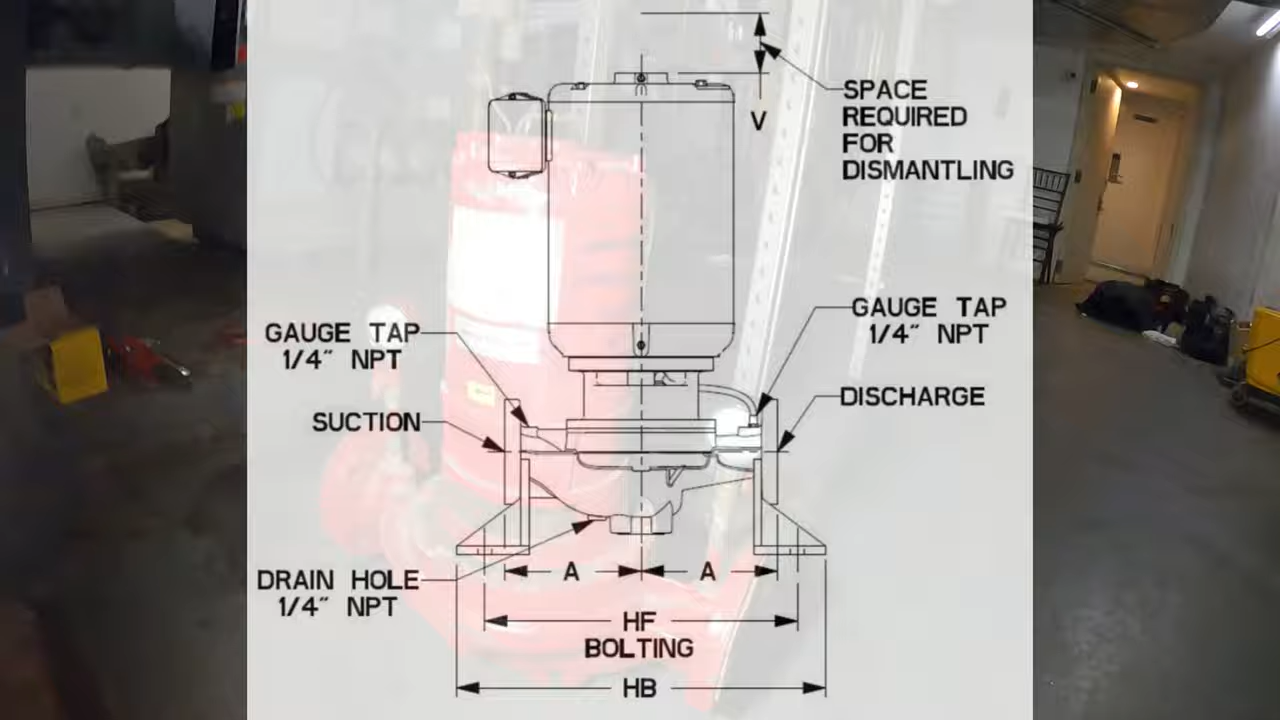 SPACE
REQUIRED
FOR
DISMANTLING
V
GAUGE TAP
1/4" NPT
GAUGE TAP
1/4" NPT
SUCTION
DISCHARGE
DRAIN HOLE
1/4" NPT
A
A
HF
BOLTING
HB